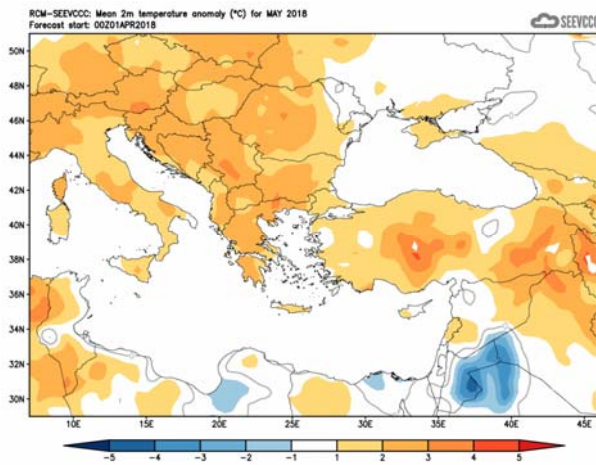 RCM-SEEVCCC: Mean 2m temperature anomaly (°C) for MAY 2018
Forecast start: 00Z01APR2018
SEEVCCC
50N
48N
46N
44N
42N
40N
38N
36N
34N
32N
30N
10E 15E 20E 25E 30E 35E 40E 45E
-5 -4 -3 -2 -1 1 2 3 4 5